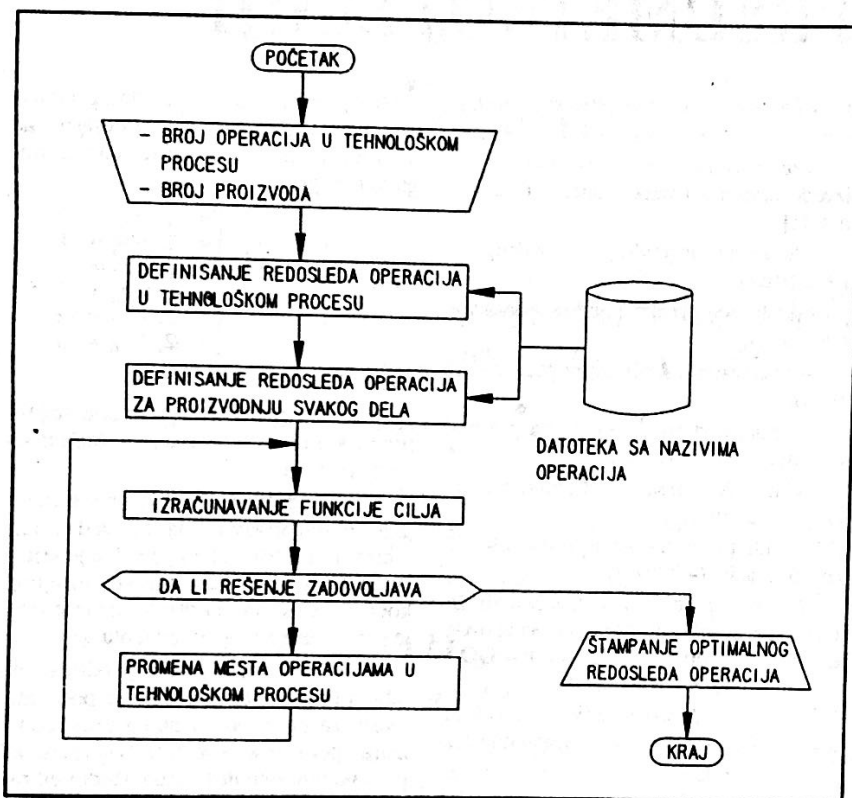 POČETAK
- BROJ OPERACIJA U TEHNOLOŠKOM
PROCESU
- BROJ PROIZVODA
DEFINISANJE REDOSLEDA OPERACIJA
U TEHNOLOŠKOM PROCESU
DEFINISANJE REDOSLEDA OPERACIJA
ZA PROIZVODNJU SVAKOG DELA
DATOTEKA SA NAZIVIMA
OPERACIJA
IZRAČUNAVANJE FUNKCIJE CILJA
DA LI REŠENJE ZADOVOLJAVA
PROMENA MESTA OPERACIJAMA U
TEHNOLOŠKOM PROCESU
ŠTAMPANJE OPTIMALNOG
REDOSLEDA OPERACIJA
KRAJ